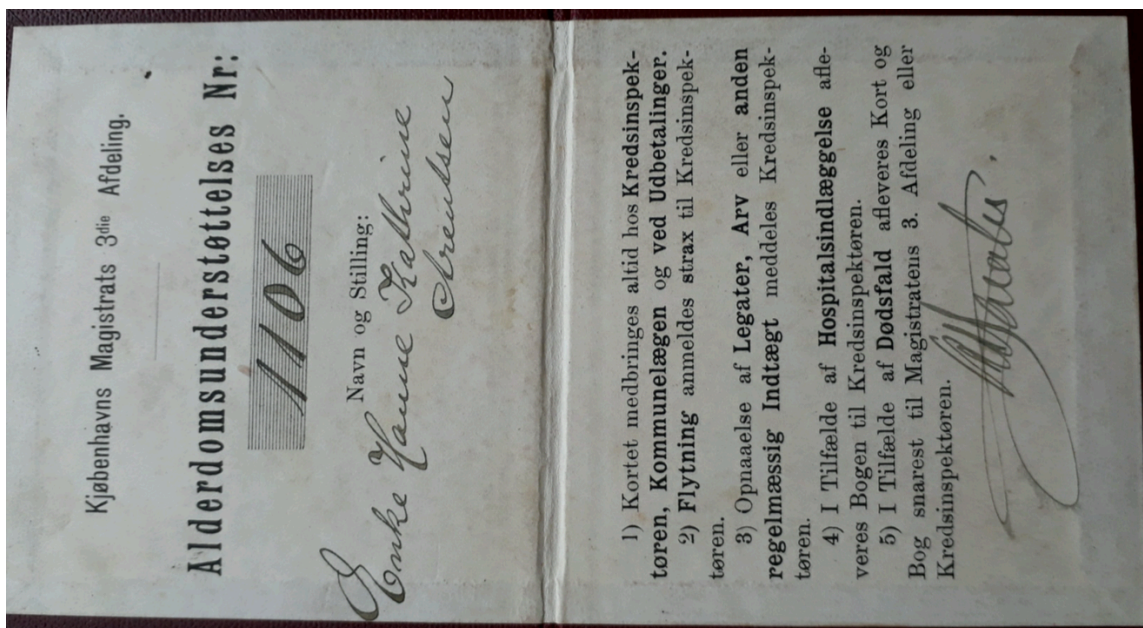 Kjøbenhavns Magistrats 3die Afdeling.
Alderdomsunderstøttelses Nr:
1106
Navn og Stilling:
Enke Hanne Kathrine
Arentsen
1) Kortet medbringes altid hos Kredsinspek-
tøren, Kommunelægen og ved Udbetalinger.
2) Flytning anmeldes strax til Kredsinspek-
tøren.
3) Opnaaelse af Legater, Arv eller anden
regelmæssig Indtægt meddeles Kredsinspek-
tøren.
4) I Tilfælde af Hospitalsindlæggelse afle-
veres Bogen til Kredsinspektøren.
5) I Tilfælde af Dødsfald afleveres Kort og
Bog snarest til Magistratens 3. Afdeling eller
Kredsinspektøren.